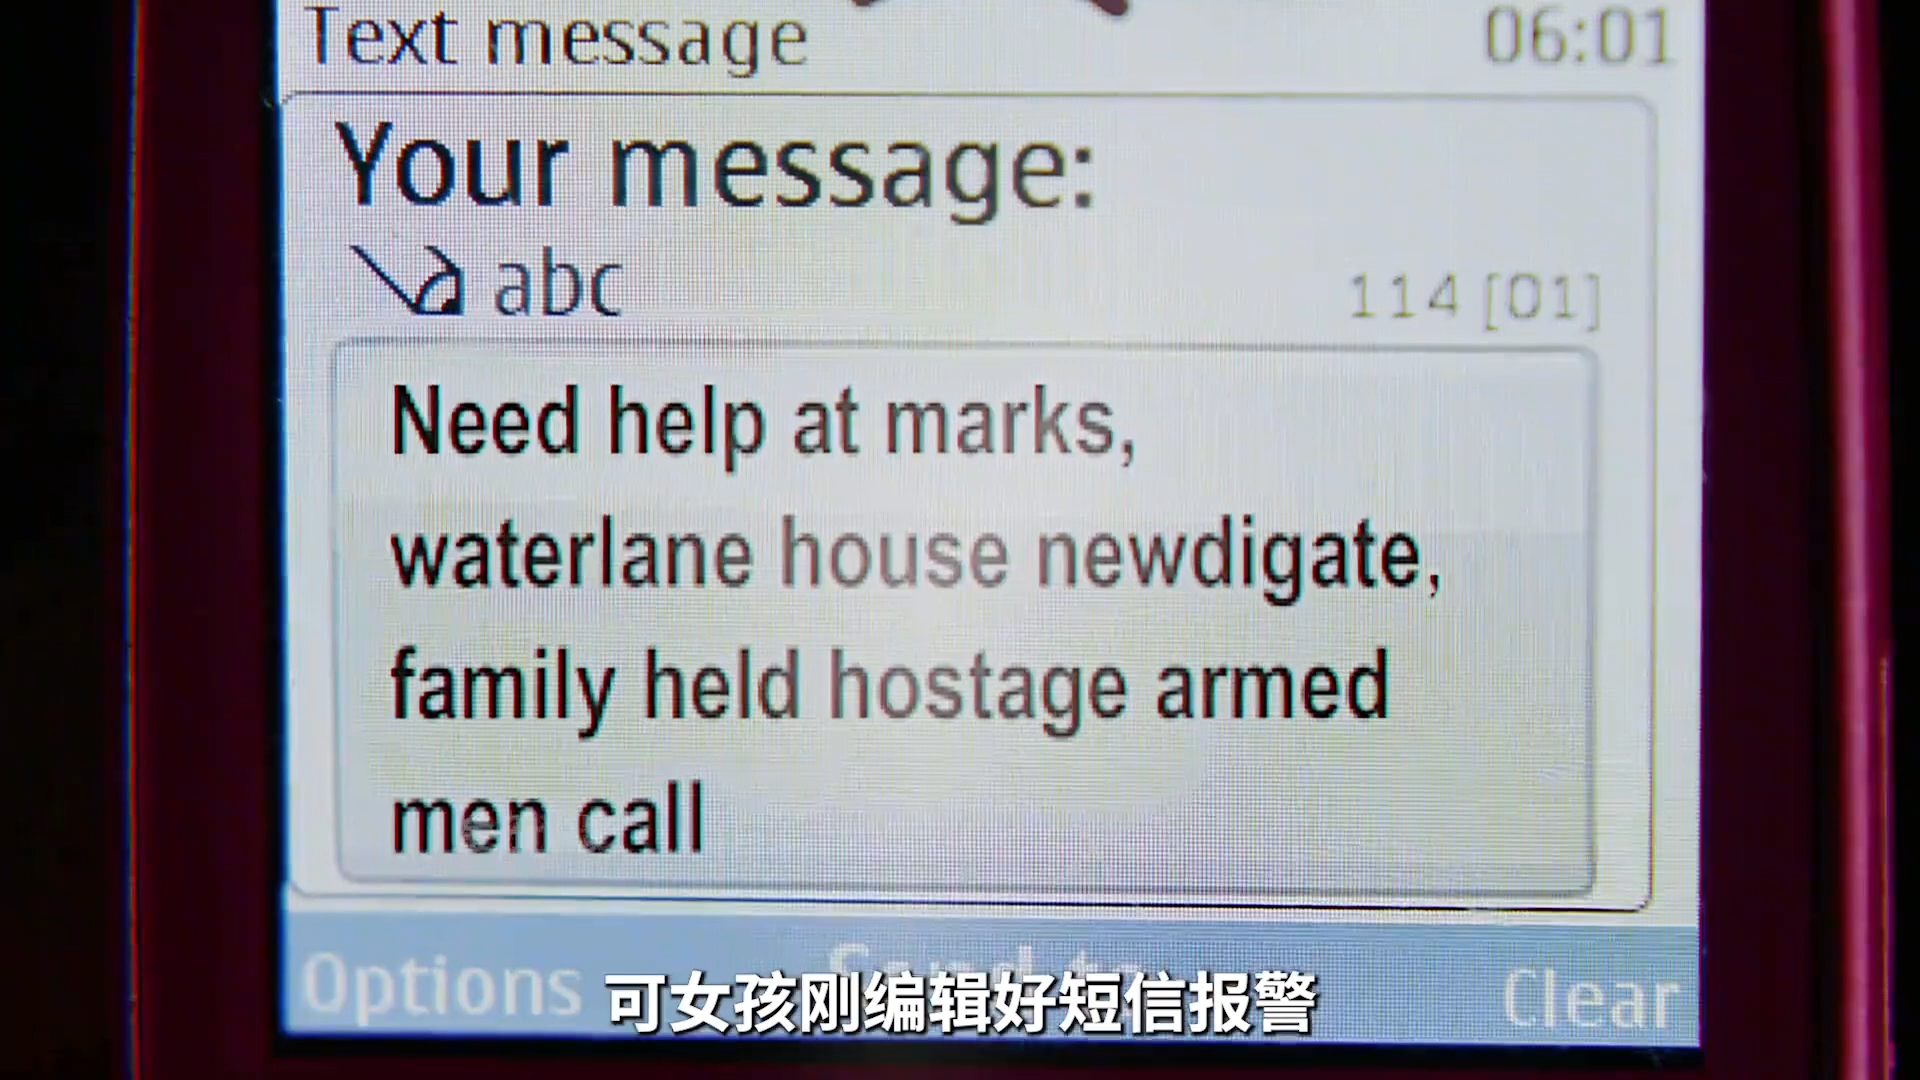 Text message 06:01
Your message:
abc 114 [01]
Need help at marks,
waterlane house newdigate,
family held hostage armed
men call
Options Clear
可女孩刚编辑好短信报警